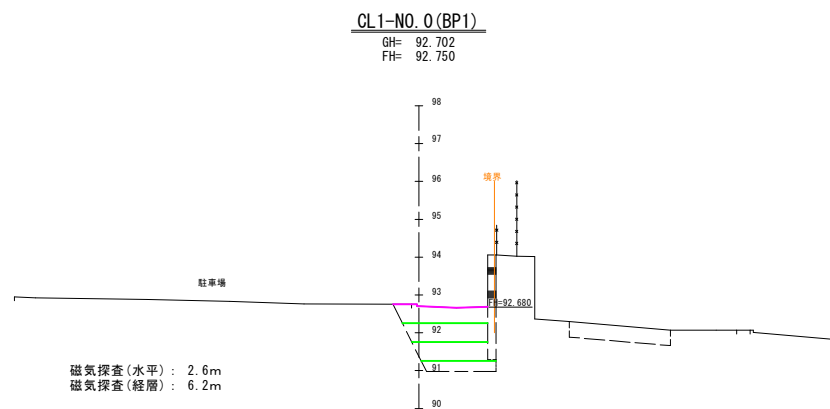 CL1-NO.0(BP1)
GH= 92.702
FH= 92.750
98
97
96
境界
95
94
駐車場
93
FH=92.680
92
91
磁気探査(水平) : 2.6m
磁気探査(経層) : 6.2m
90